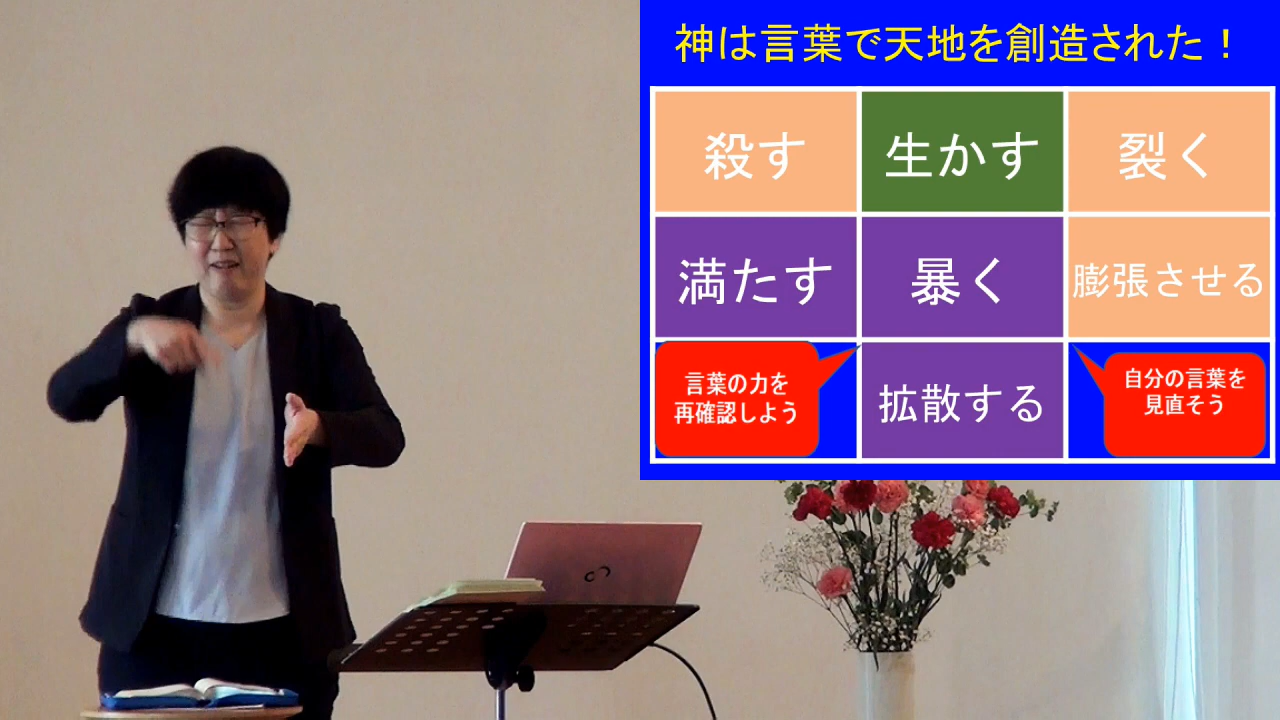 神は言葉で天地を創造された！
殺す
生かす
裂く
満たす
暴く
膨張させる
言葉の力を
再確認しよう
拡散する
自分の言葉を
見直そう